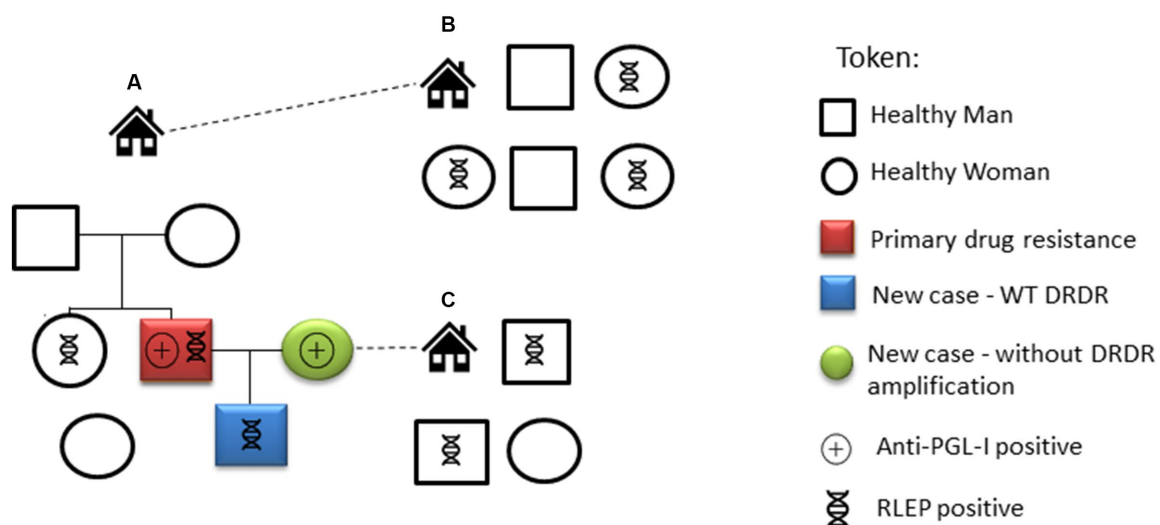 A
B
C
Token:
Healthy Man
Healthy Woman
Primary drug resistance
New case - WT DRDR
New case - without DRDR
amplification
Anti-PGL-I positive
RLEP positive